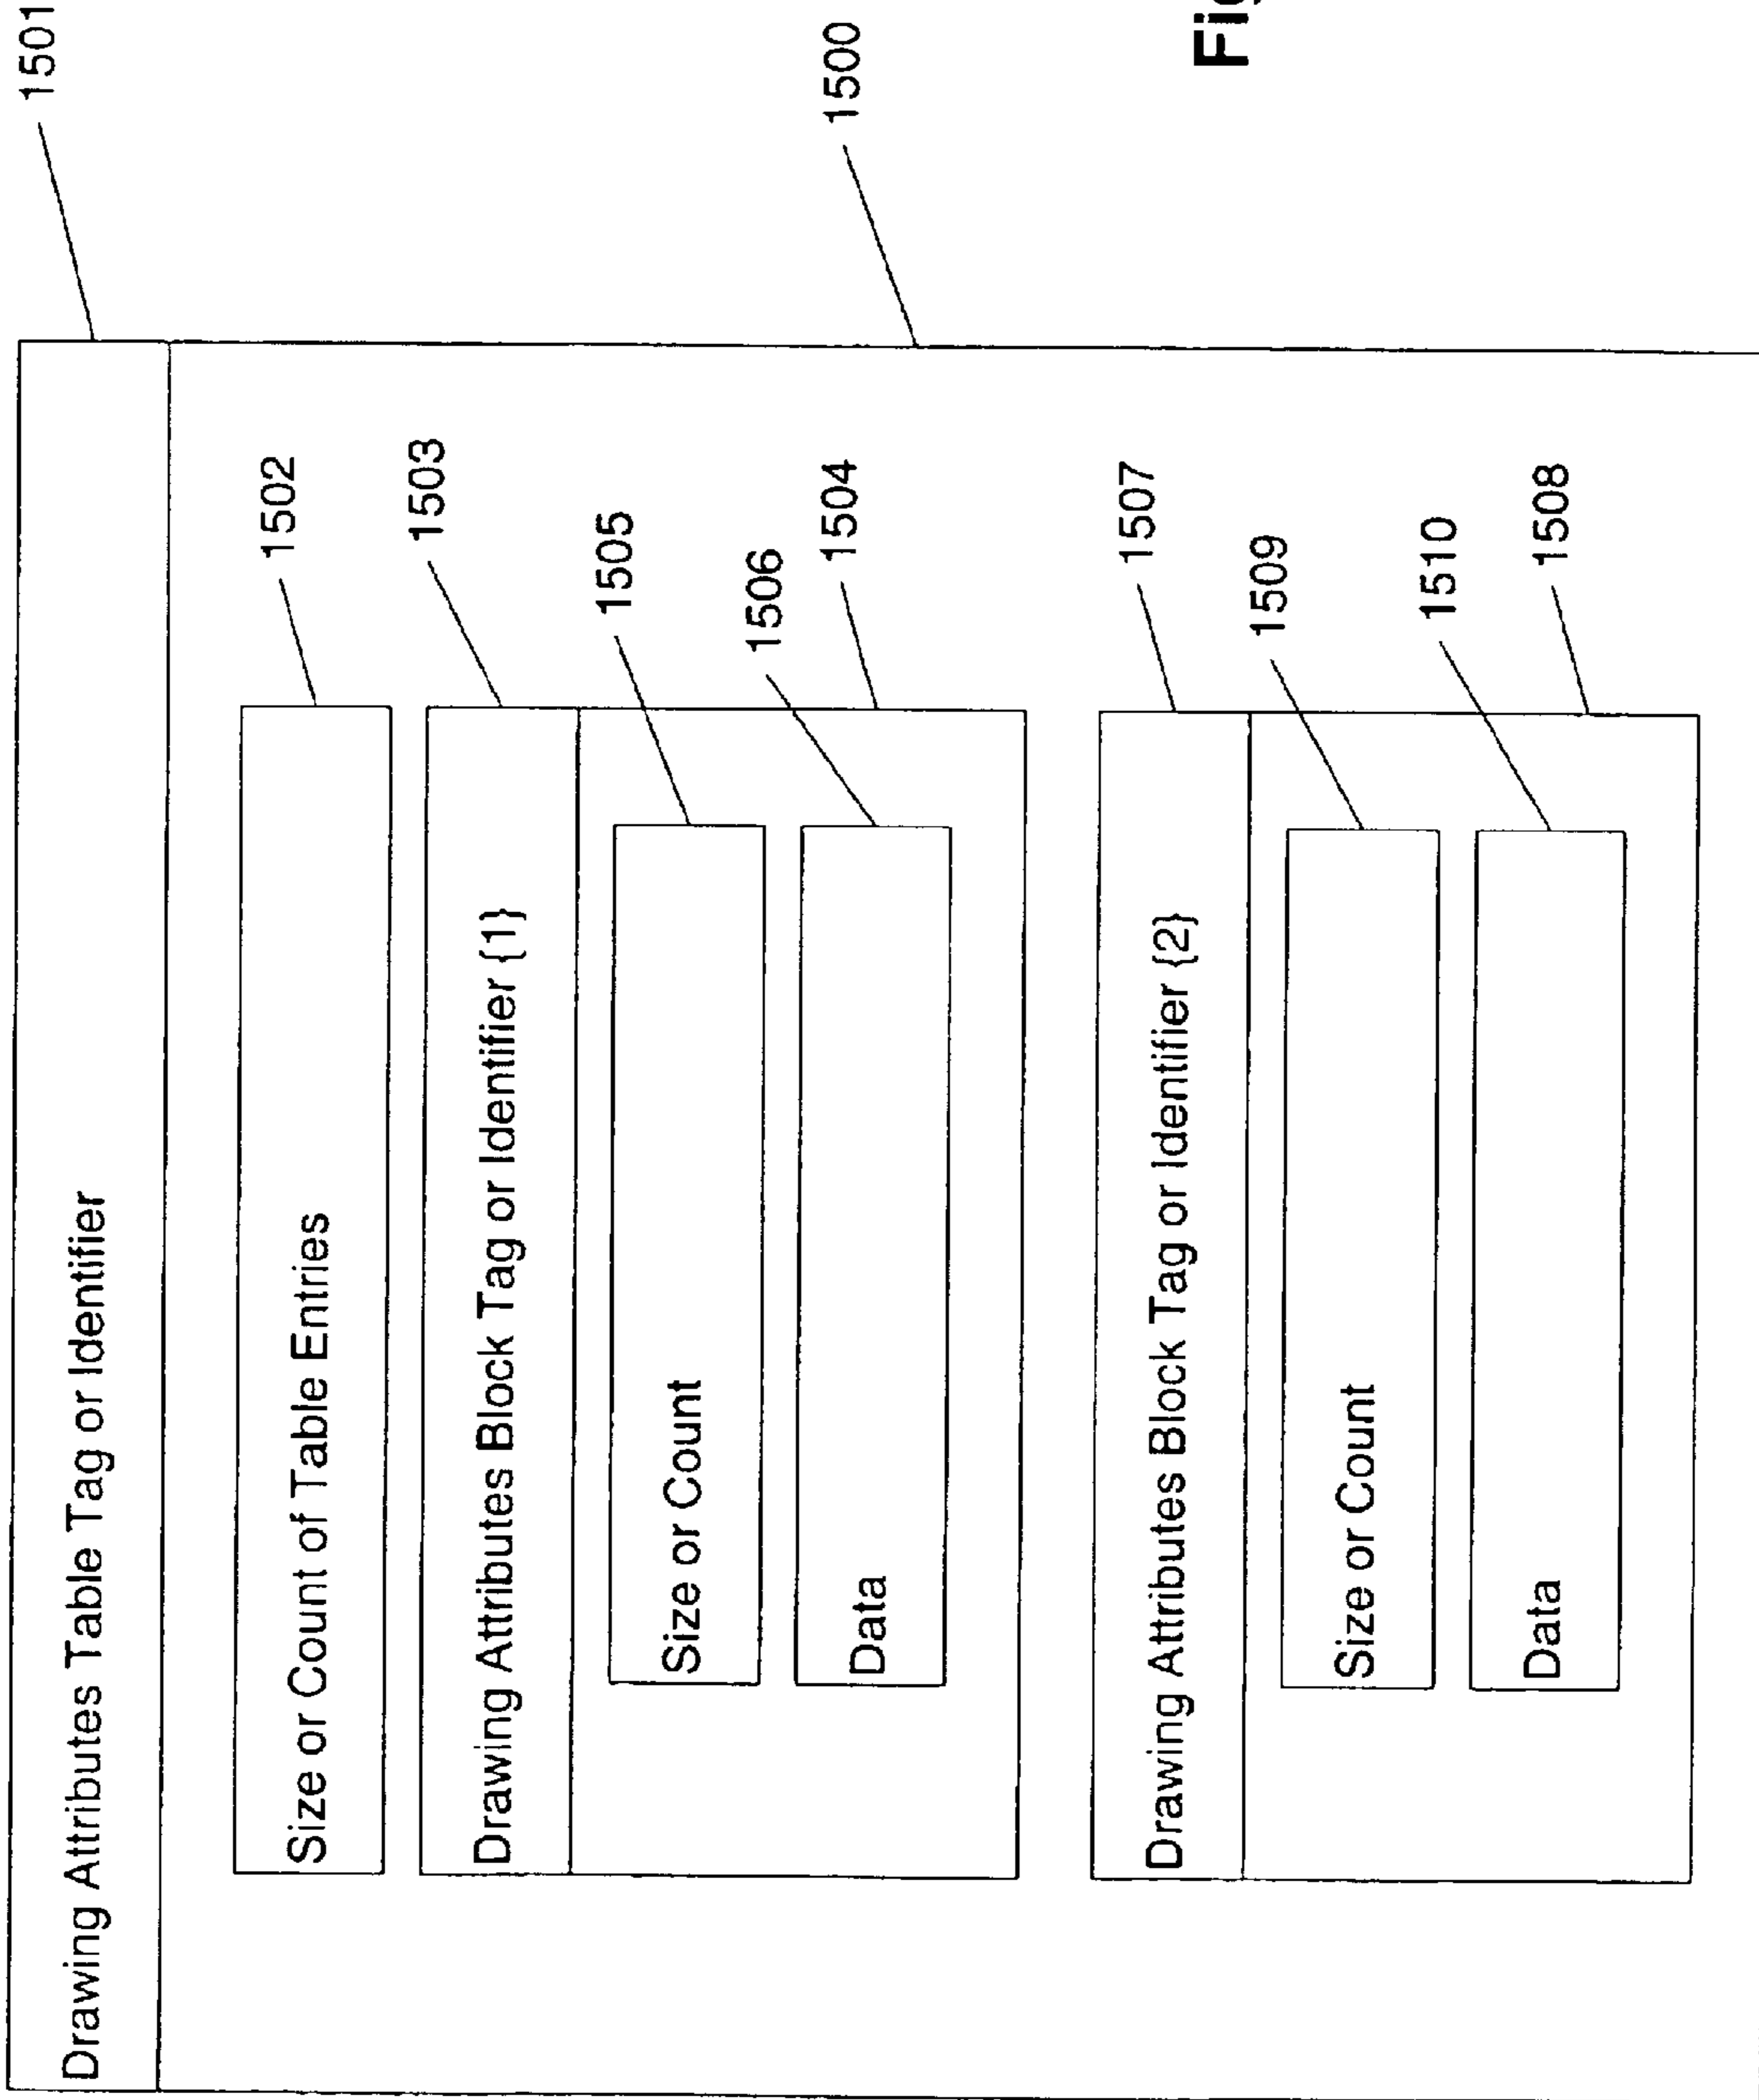 Drawing Attributes Table Tag or Identifier
1501
Size or Count of Table Entries
1502
Drawing Attributes Block Tag or Identifier {1}
1503
Size or Count
1505
Data
1506
1504
1500
Drawing Attributes Block Tag or Identifier {2}
1507
Size or Count
1509
Data
1510
1508